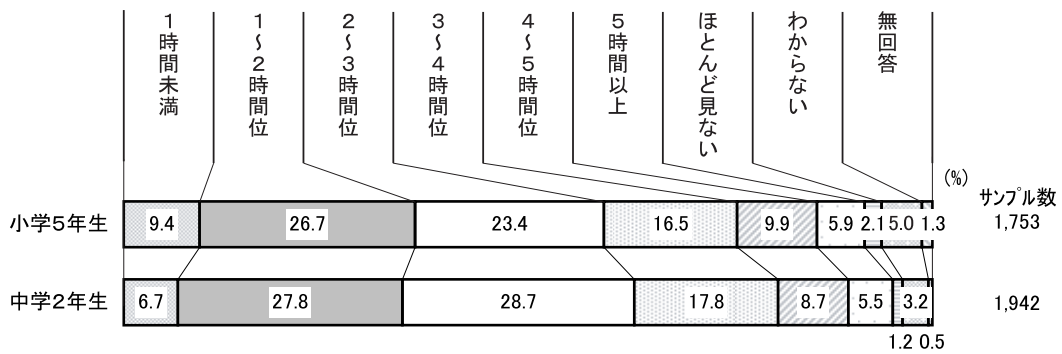 1時間未満
1～2時間位
2～3時間位
3～4時間位
4～5時間位
5時間以上
ほとんど見ない
わからない
無回答
(%)
サンプル数
小学5年生 9.4 26.7 23.4 16.5 9.9 5.9 2.1 5.0 1.3 1,753
中学2年生 6.7 27.8 28.7 17.8 8.7 5.5 3.2 1,942
1.2 0.5